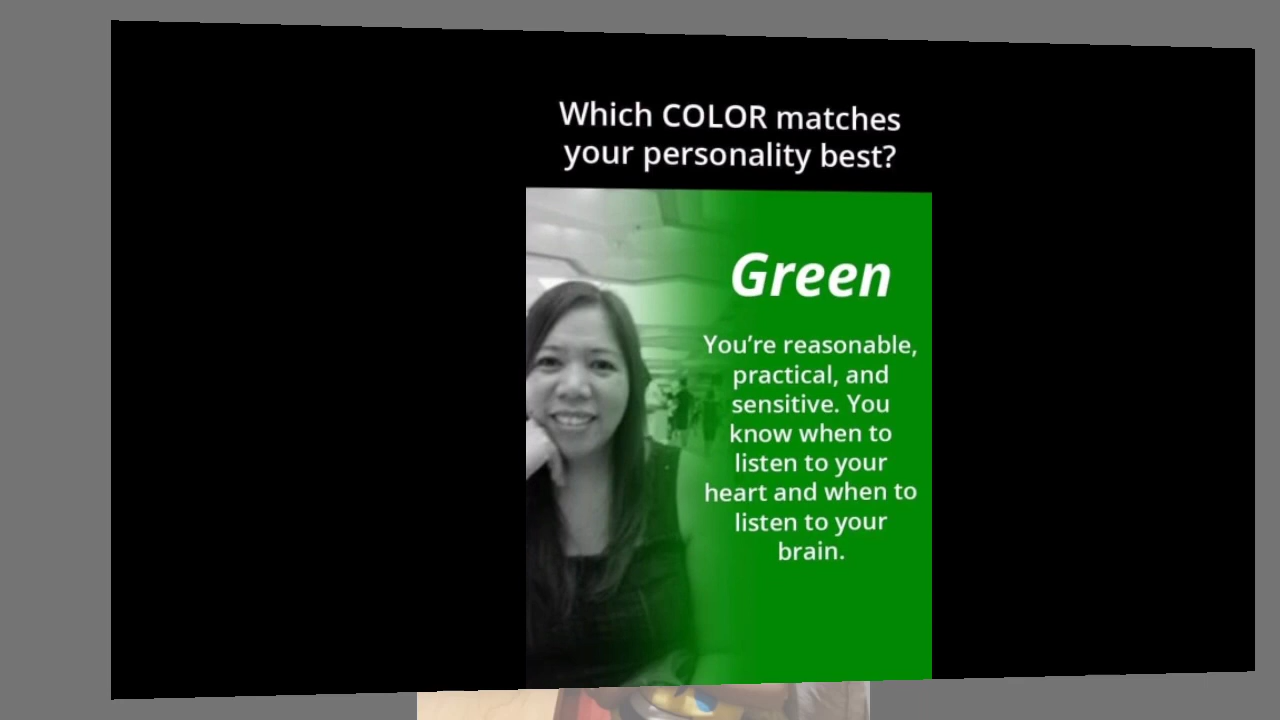 Which COLOR matches
your personality best?
Green
You’re reasonable,
practical, and
sensitive. You
know when to
listen to your
heart and when to
listen to your
brain.